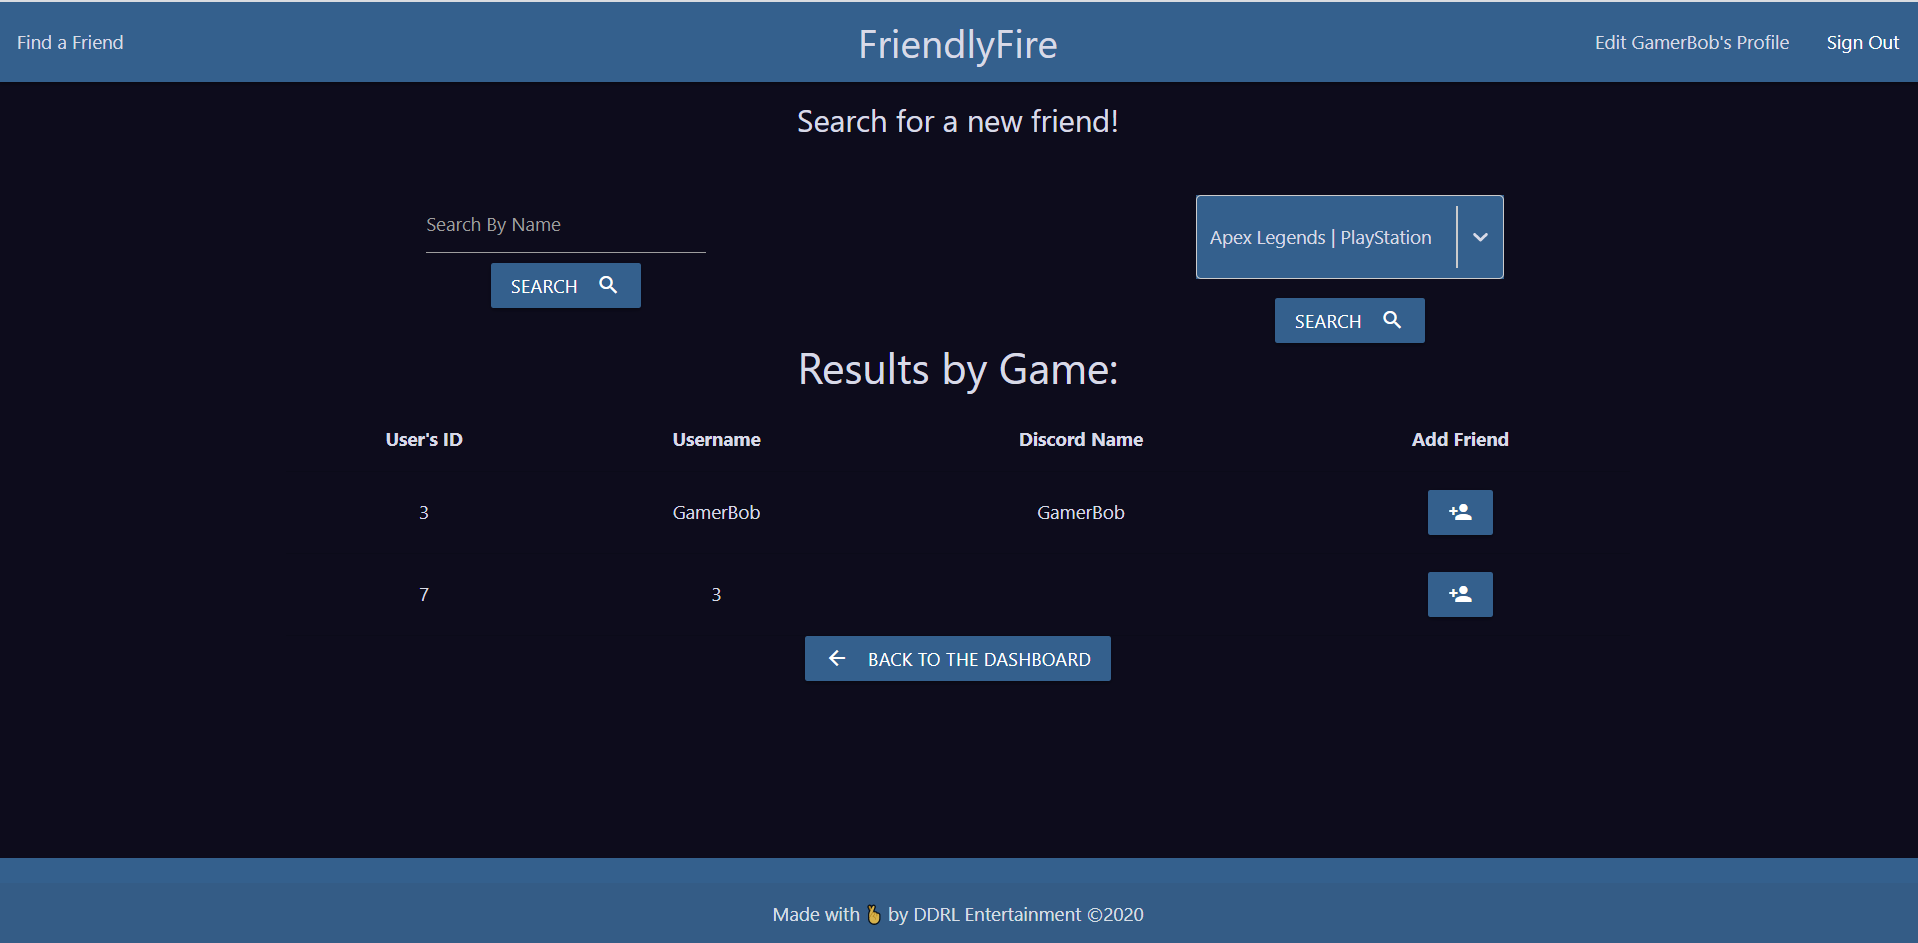 Find a Friend
FriendlyFire
Edit GamerBob's Profile
Sign Out
Search for a new friend!
Search By Name
SEARCH
Apex Legends | PlayStation
SEARCH
Results by Game:
User's ID Username Discord Name Add Friend
3 GamerBob GamerBob
7 3
BACK TO THE DASHBOARD
Made with 🤞 by DDRL Entertainment ©2020